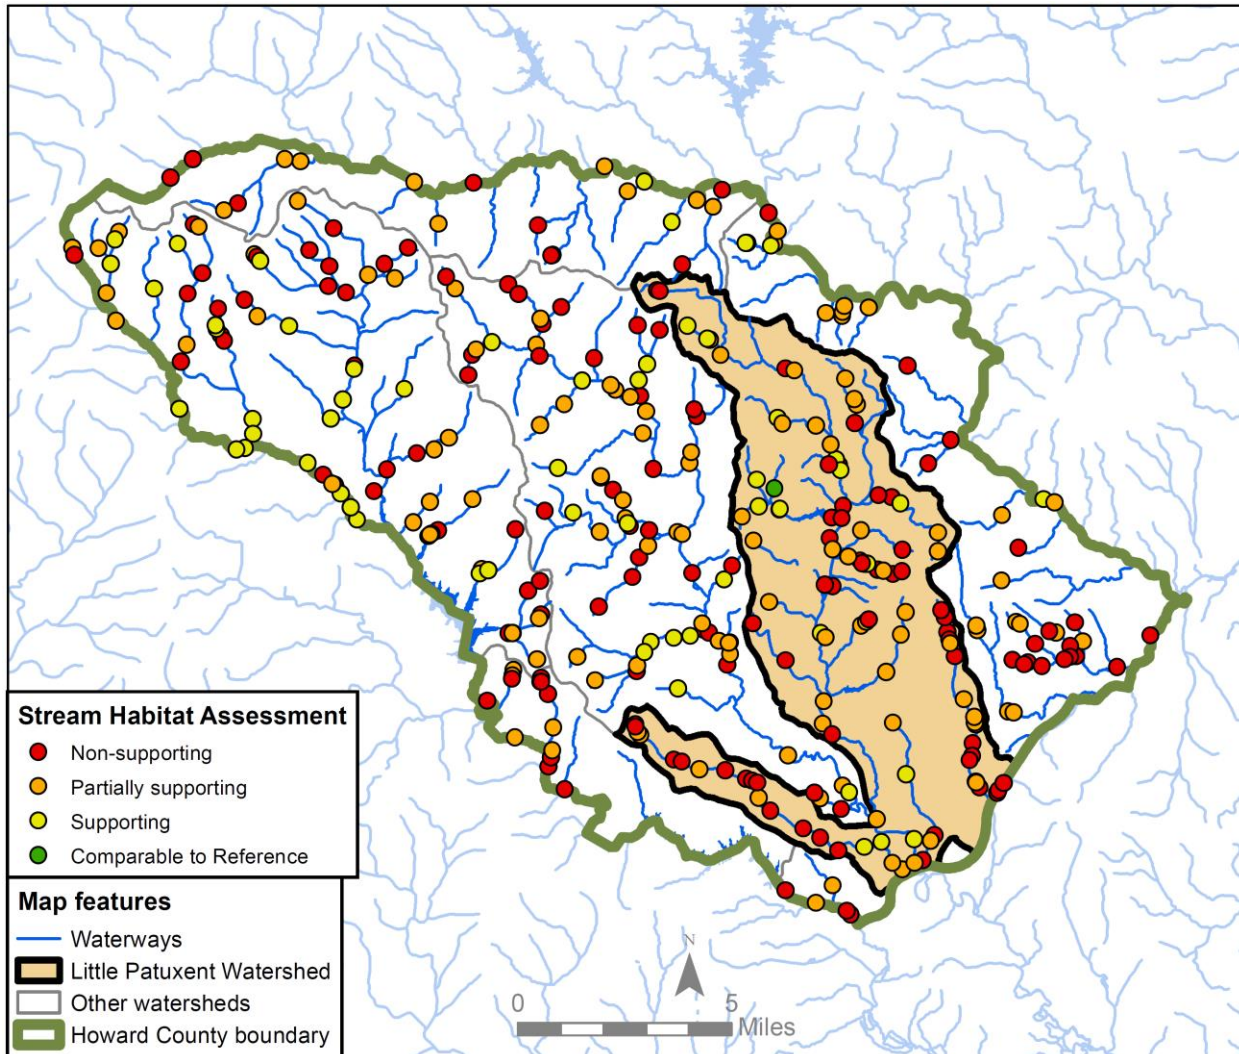 Stream Habitat Assessment
Non-supporting
Partially supporting
Supporting
Comparable to Reference
Map features
Waterways
Little Patuxent Watershed
Other watersheds
Howard County boundary
N
0 5
Miles